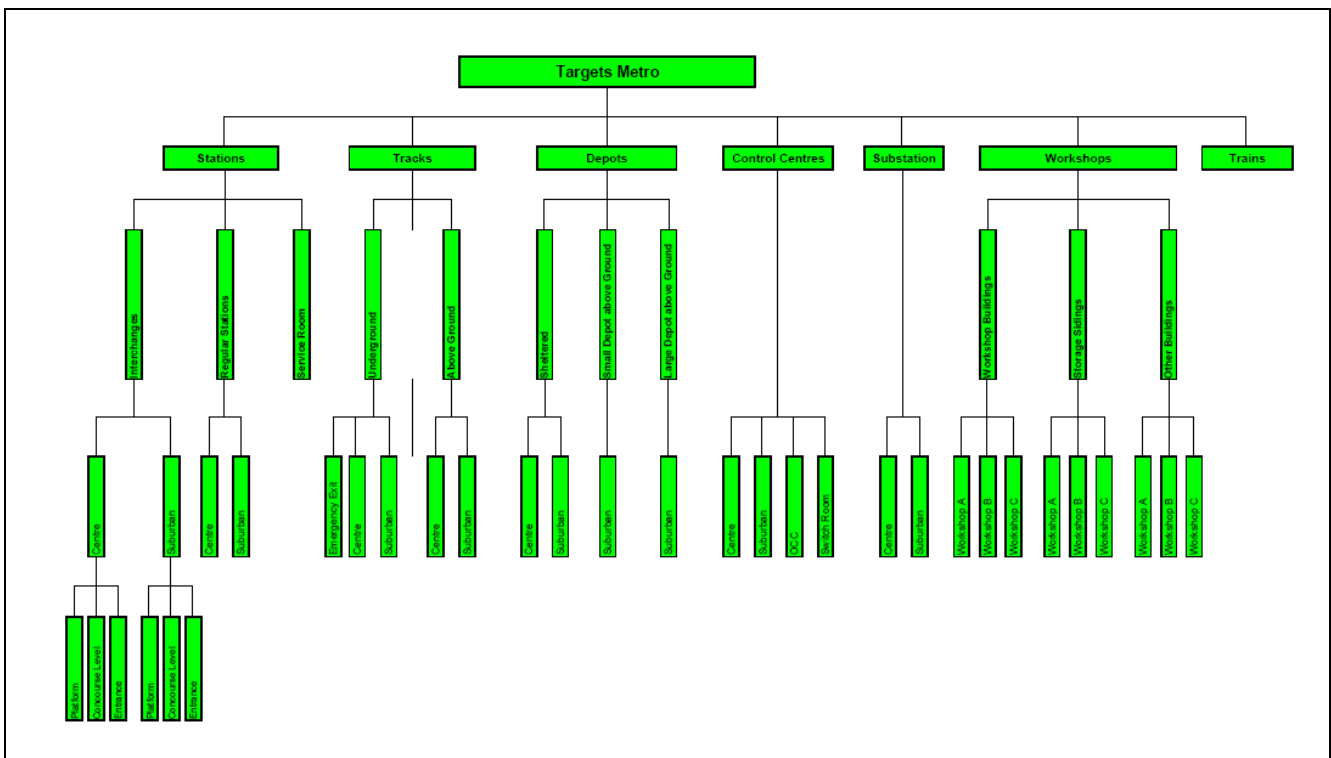 Targets Metro
Stations
Tracks
Depots
Control Centres
Substation
Workshops
Trains
Interchanges
Regular Stations
Service Room
Underground
Above Ground
Sheltered
Small Depot above Ground
Large Depot above Ground
Workshop Buildings
Storage Sidings
Other Buildings
Centre
Suburban
Centre
Suburban
Emergency Exit
Centre
Suburban
Centre
Suburban
Centre
Suburban
Suburban
Suburban
Centre
Suburban
OCC
Switch Room
Centre
Suburban
Workshop A
Workshop B
Workshop C
Workshop A
Workshop B
Workshop C
Workshop A
Workshop B
Workshop C
Platform
Concourse Level
Entrance
Platform
Concourse Level
Entrance